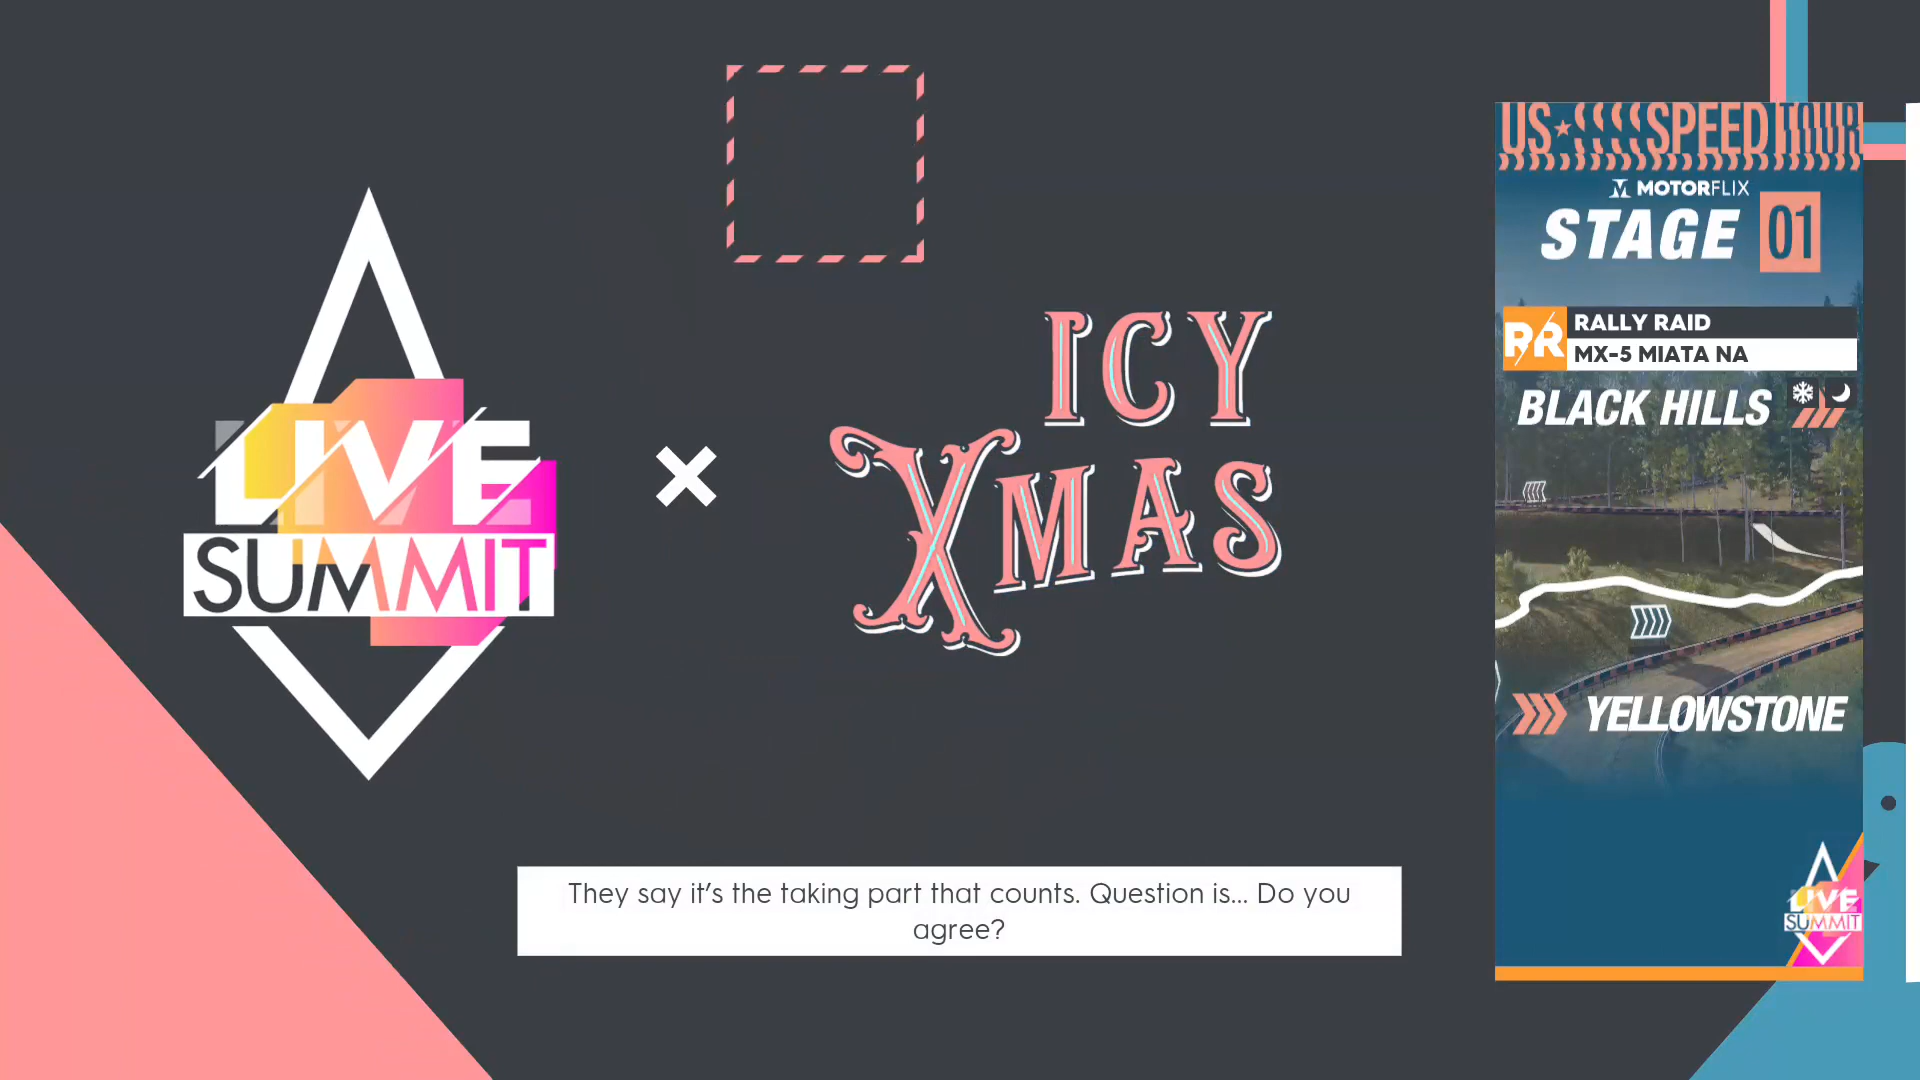 LIVE
SUMMIT
×
ICY
XMAS
They say it's the taking part that counts. Question is... Do you
agree?
US SPEED TOUR
MOTORFLIX
STAGE 01
RR
RALLY RAID
MX-5 MIATA NA
BLACK HILLS
YELLOWSTONE
LIVE
SUMMIT